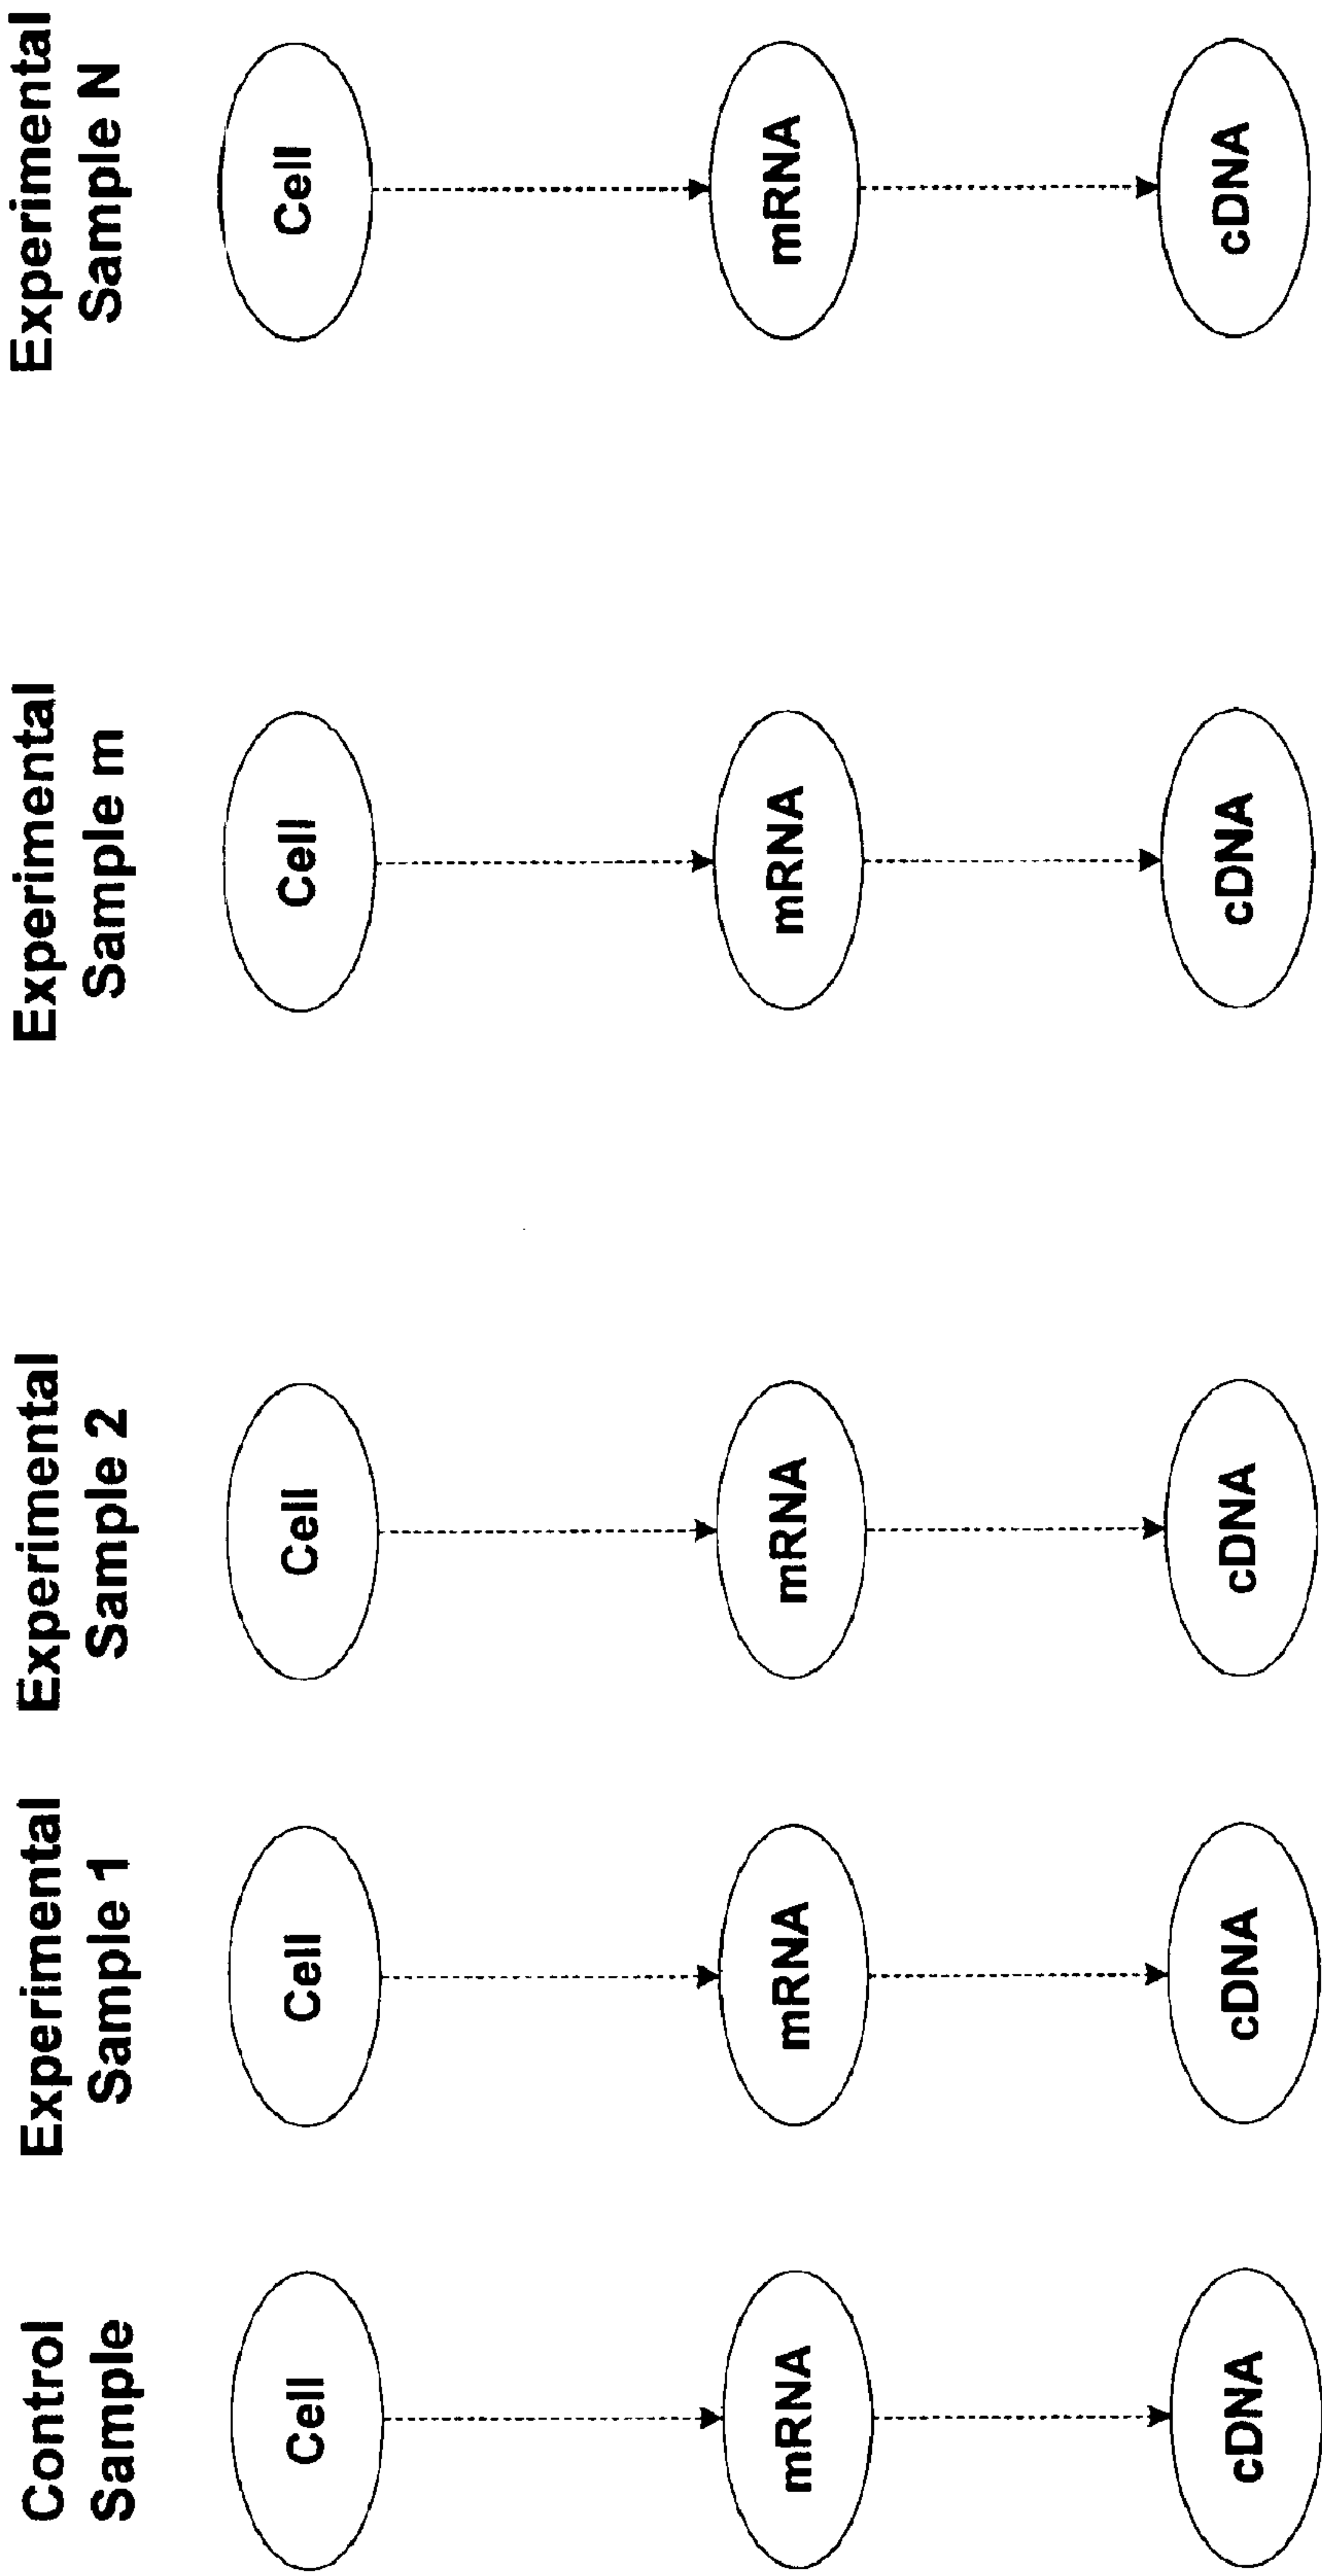 Control
Sample
Experimental
Sample 1
Experimental
Sample 2
Experimental
Sample m
Experimental
Sample N
Cell
Cell
Cell
Cell
Cell
mRNA
mRNA
mRNA
mRNA
mRNA
cDNA
cDNA
cDNA
cDNA
cDNA